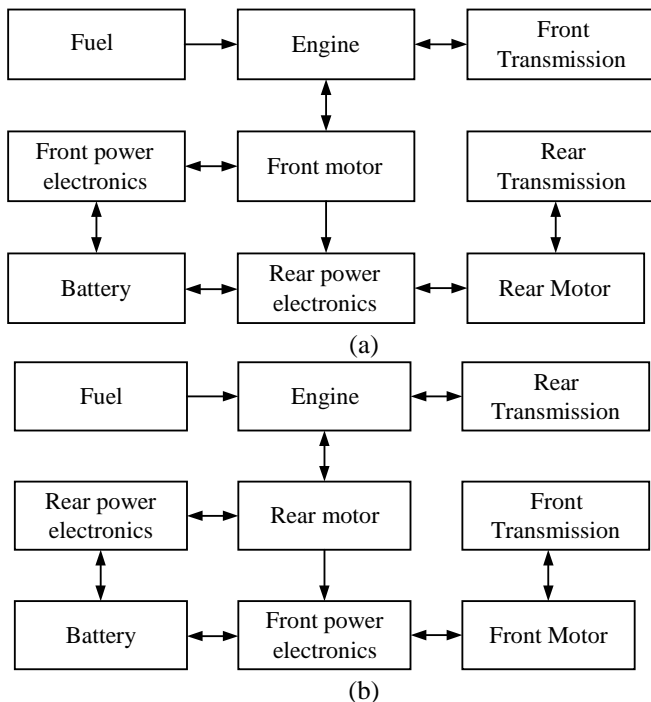 Fuel
Engine
Front
Transmission
Front power
electronics
Front motor
Rear
Transmission
Battery
Rear power
electronics
Rear Motor
(a)
Fuel
Engine
Rear
Transmission
Rear power
electronics
Rear motor
Front
Transmission
Battery
Front power
electronics
Front Motor
(b)